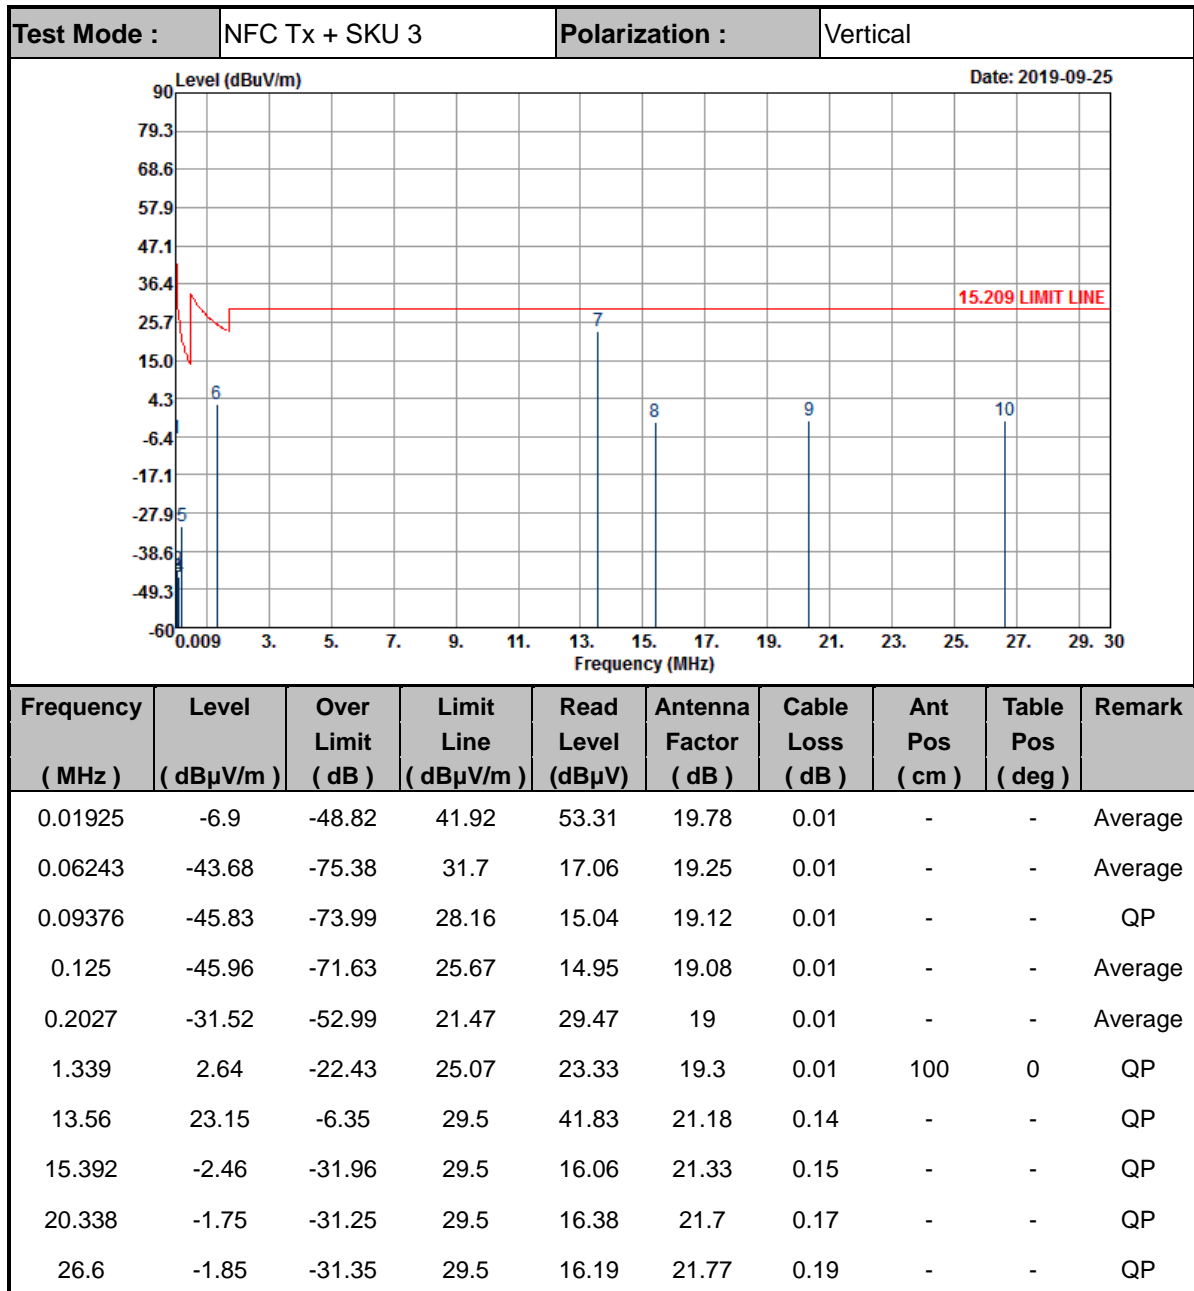 Test Mode : NFC Tx + SKU 3 Polarization : Vertical
Level (dBuV/m) Date: 2019-09-25
90
79.3
68.6
57.9
47.1
36.4
15.209 LIMIT LINE
25.7
7
15.0
6
4.3
8 9 10
-6.4
-17.1
-27.9
5
-38.6
-49.3
-60
0.009 3. 5. 7. 9. 11. 13. 15. 17. 19. 21. 23. 25. 27. 29. 30
Frequency (MHz)
Frequency Level Over Limit Read Antenna Cable Ant Table Remark
Limit Line Level Factor Loss Pos Pos
( MHz ) ( dBµV/m ) ( dB ) ( dBµV/m ) (dBµV) ( dB ) ( dB ) ( cm ) ( deg )
0.01925 -6.9 -48.82 41.92 53.31 19.78 0.01 - - Average
0.06243 -43.68 -75.38 31.7 17.06 19.25 0.01 - - Average
0.09376 -45.83 -73.99 28.16 15.04 19.12 0.01 - - QP
0.125 -45.96 -71.63 25.67 14.95 19.08 0.01 - - Average
0.2027 -31.52 -52.99 21.47 29.47 19 0.01 - - Average
1.339 2.64 -22.43 25.07 23.33 19.3 0.01 100 0 QP
13.56 23.15 -6.35 29.5 41.83 21.18 0.14 - - QP
15.392 -2.46 -31.96 29.5 16.06 21.33 0.15 - - QP
20.338 -1.75 -31.25 29.5 16.38 21.7 0.17 - - QP
26.6 -1.85 -31.35 29.5 16.19 21.77 0.19 - - QP